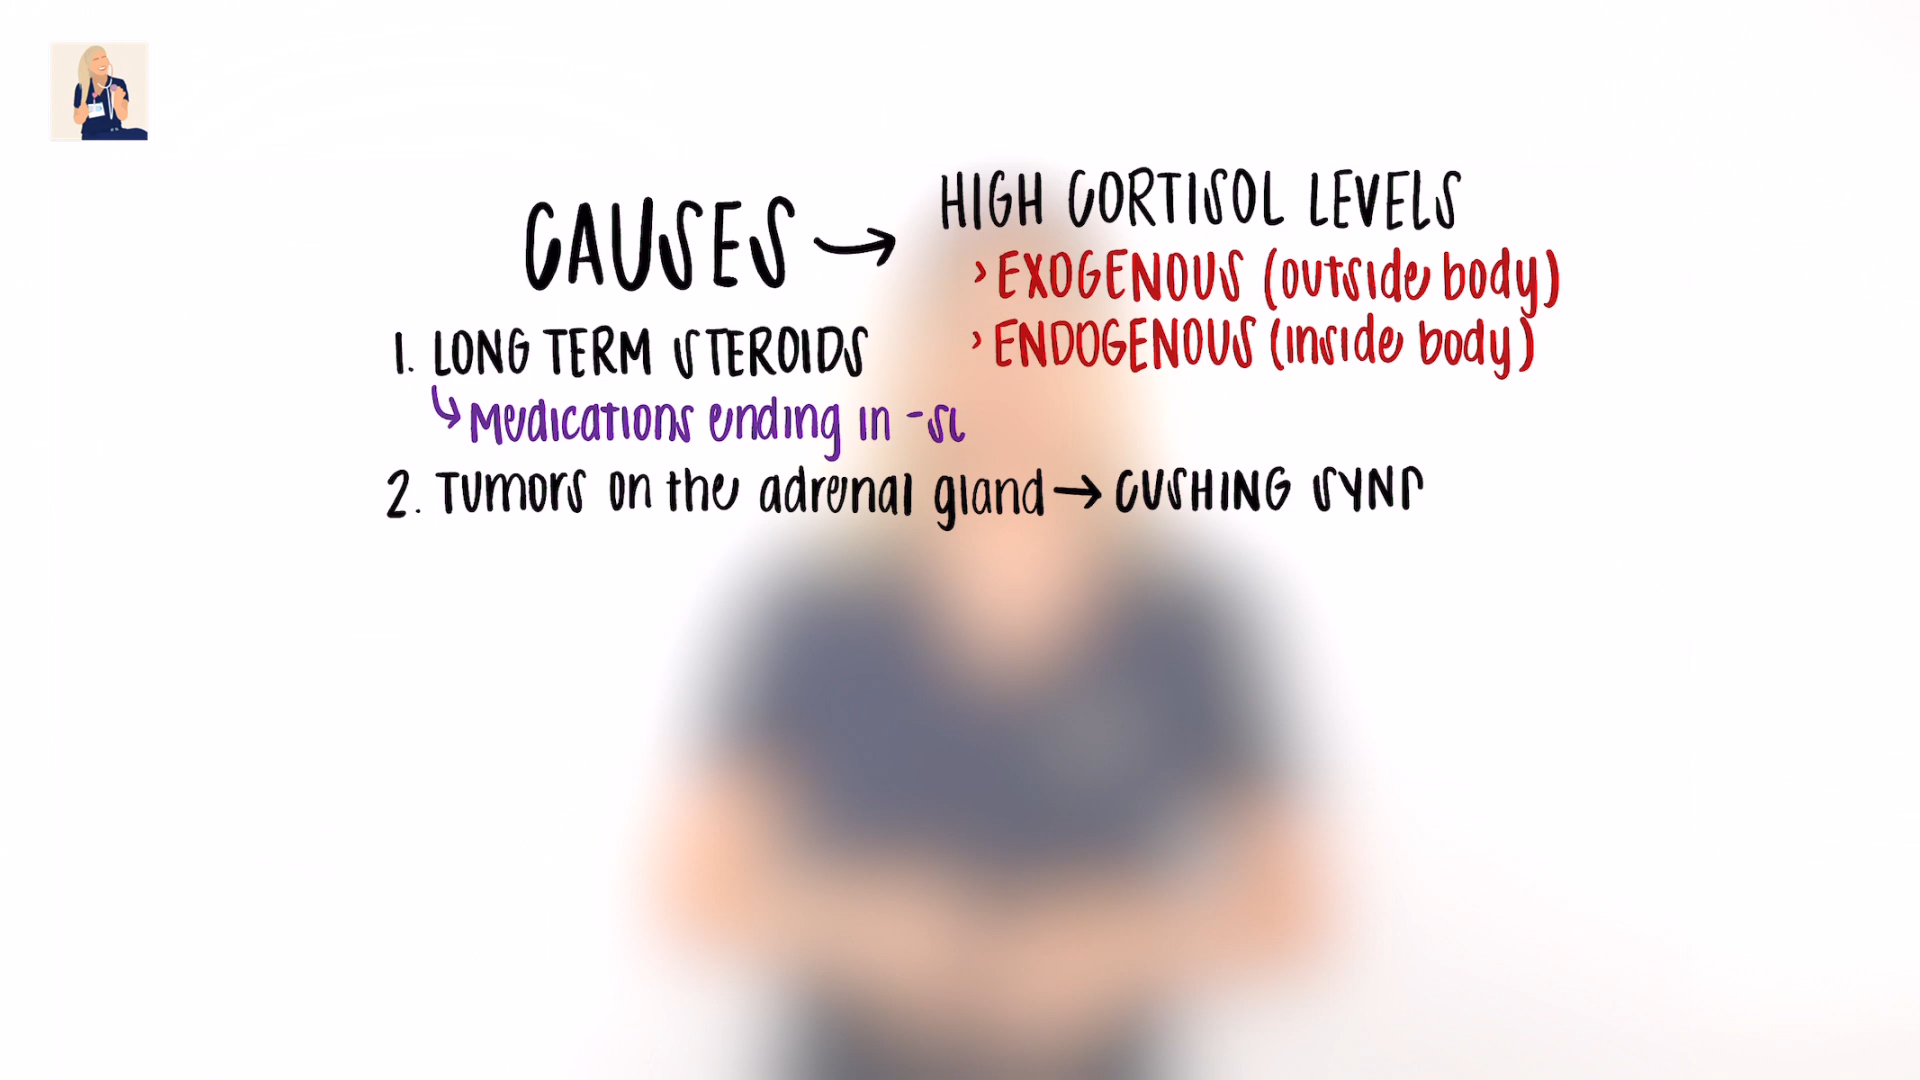 CAUSES → HIGH CORTISOL LEVELS
› EXOGENOUS (outside body)
› ENDOGENOUS (inside body)
1. LONG TERM STEROIDS
↳ Medications ending in
2. Tumors on the adrenal gland → CUSHING